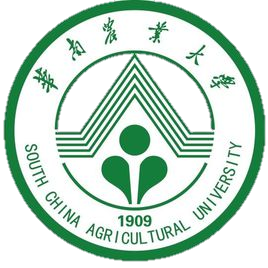 華南農業大學
1909
SOUTH CHINA AGRICULTURAL UNIVERSITY